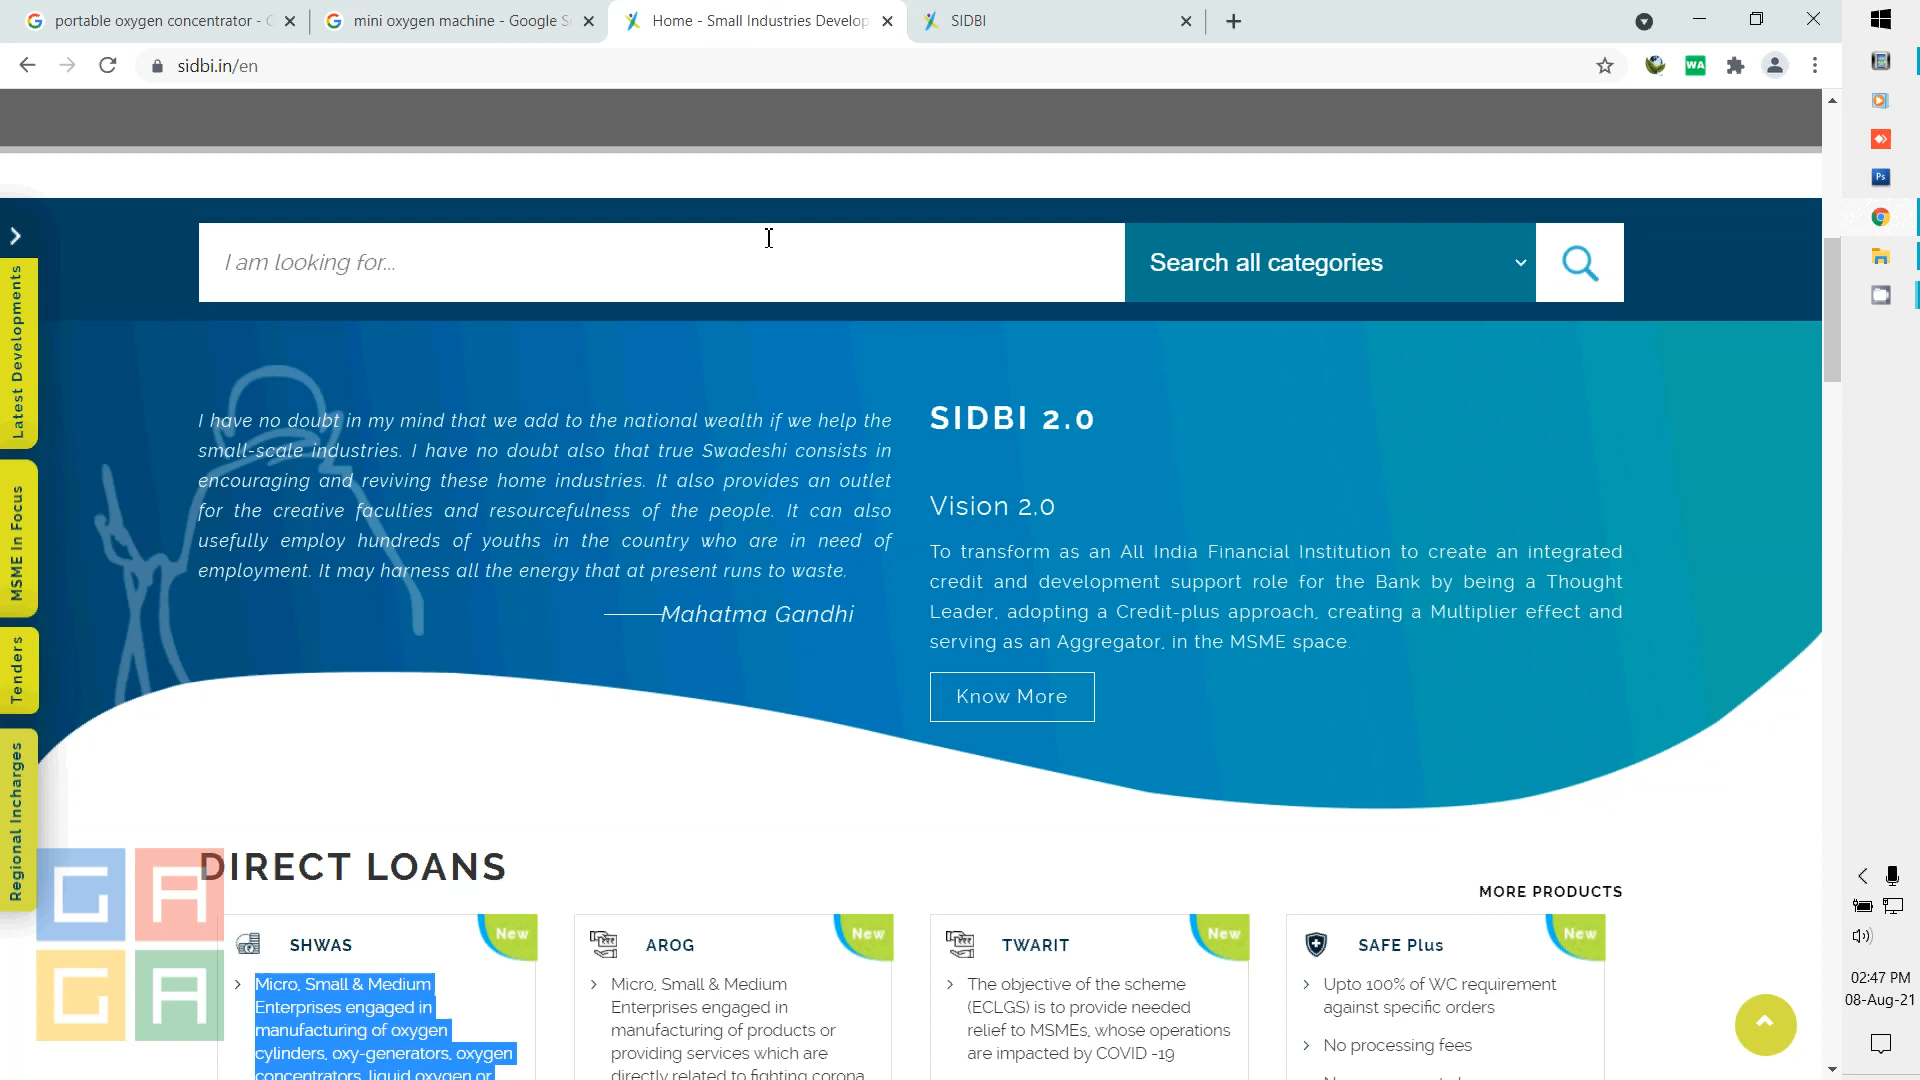 portable oxygen concentrator - G
mini oxygen machine - Google S
Home - Small Industries Develop
SIDBI
sidbi.in/en
WA
Ps
I am looking for...
Search all categories
Latest Developments
MSME In Focus
Tenders
Regional Incharges
I have no doubt in my mind that we add to the national wealth if we help the
small-scale industries. I have no doubt also that true Swadeshi consists in
encouraging and reviving these home industries. It also provides an outlet
for the creative faculties and resourcefulness of the people. It can also
usefully employ hundreds of youths in the country who are in need of
employment. It may harness all the energy that at present runs to waste.
Mahatma Gandhi
SIDBI 2.0
Vision 2.0
To transform as an All India Financial Institution to create an integrated
credit and development support role for the Bank by being a Thought
Leader, adopting a Credit-plus approach, creating a Multiplier effect and
serving as an Aggregator, in the MSME space.
Know More
DIRECT LOANS
MORE PRODUCTS
G A
G A
SHWAS
New
Micro, Small & Medium
Enterprises engaged in
manufacturing of oxygen
cylinders, oxy-generators, oxygen
concentrators, liquid oxygen or
AROG
New
Micro, Small & Medium
Enterprises engaged in
manufacturing of products or
providing services which are
directly related to fighting corona
TWARIT
New
The objective of the scheme
(ECLGS) is to provide needed
relief to MSMEs, whose operations
are impacted by COVID -19
SAFE Plus
New
Upto 100% of WC requirement
against specific orders
No processing fees
02:47 PM
08-Aug-21